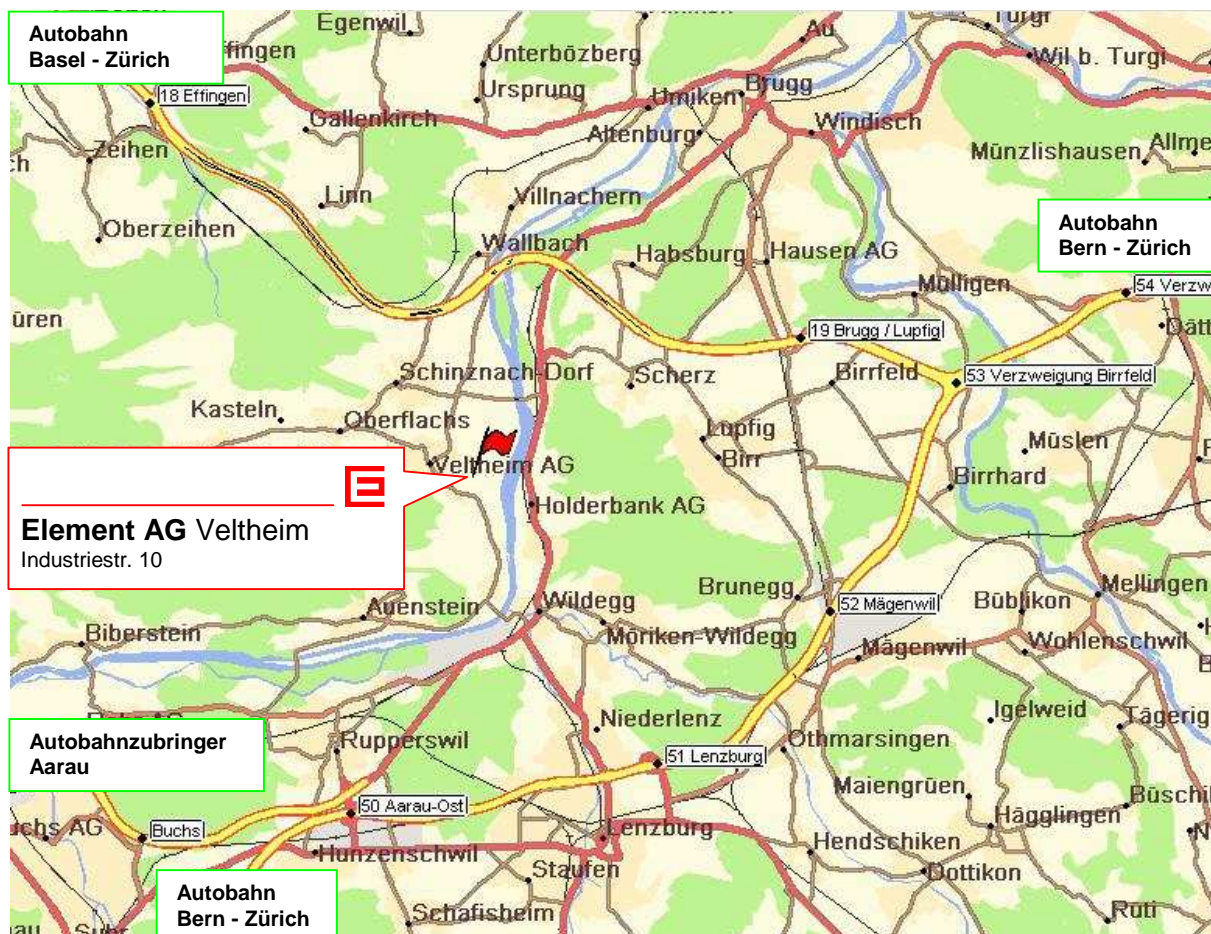 Autobahn
Basel - Zürich
Egenwil
Effingen
18 Effingen
Unterbözberg
Ursprung
Au
Turgi
Wil b. Turgi
Gallenkirch
Umiken
Brugg
Altenburg
Windisch
Zeihen
Münzlishausen
Linn
Villnachern
Oberzeihen
Wallbach
Habsburg
Hausen AG
Autobahn
Bern - Zürich
Mülligen
54 Verzw
19 Brugg / Lupfig
Schinznach-Dorf
Scherz
Birrfeld
53 Verzweigung Birrfeld
Kasteln
Oberflachs
Lupfig
Müslen
Veltheim AG
Birr
Birrhard
Element AG Veltheim
Industriestr. 10
Holderbank AG
Brunegg
Mellingen
Auenstein
Wildegg
52 Mägenwil
Büblikon
Biberstein
Möriken-Wildegg
Mägenwil
Wohlenschwil
Autobahnzubringer
Aarau
Niederlenz
Igelweid
Tägerig
Rupperswil
51 Lenzburg
Othmarsingen
Maiengrüen
50 Aarau-Ost
Büschi
Buchs
Hägglingen
Lenzburg
Hendschiken
Hunzenschwil
Staufen
Dottikon
Autobahn
Bern - Zürich
Schafisheim
Rüti